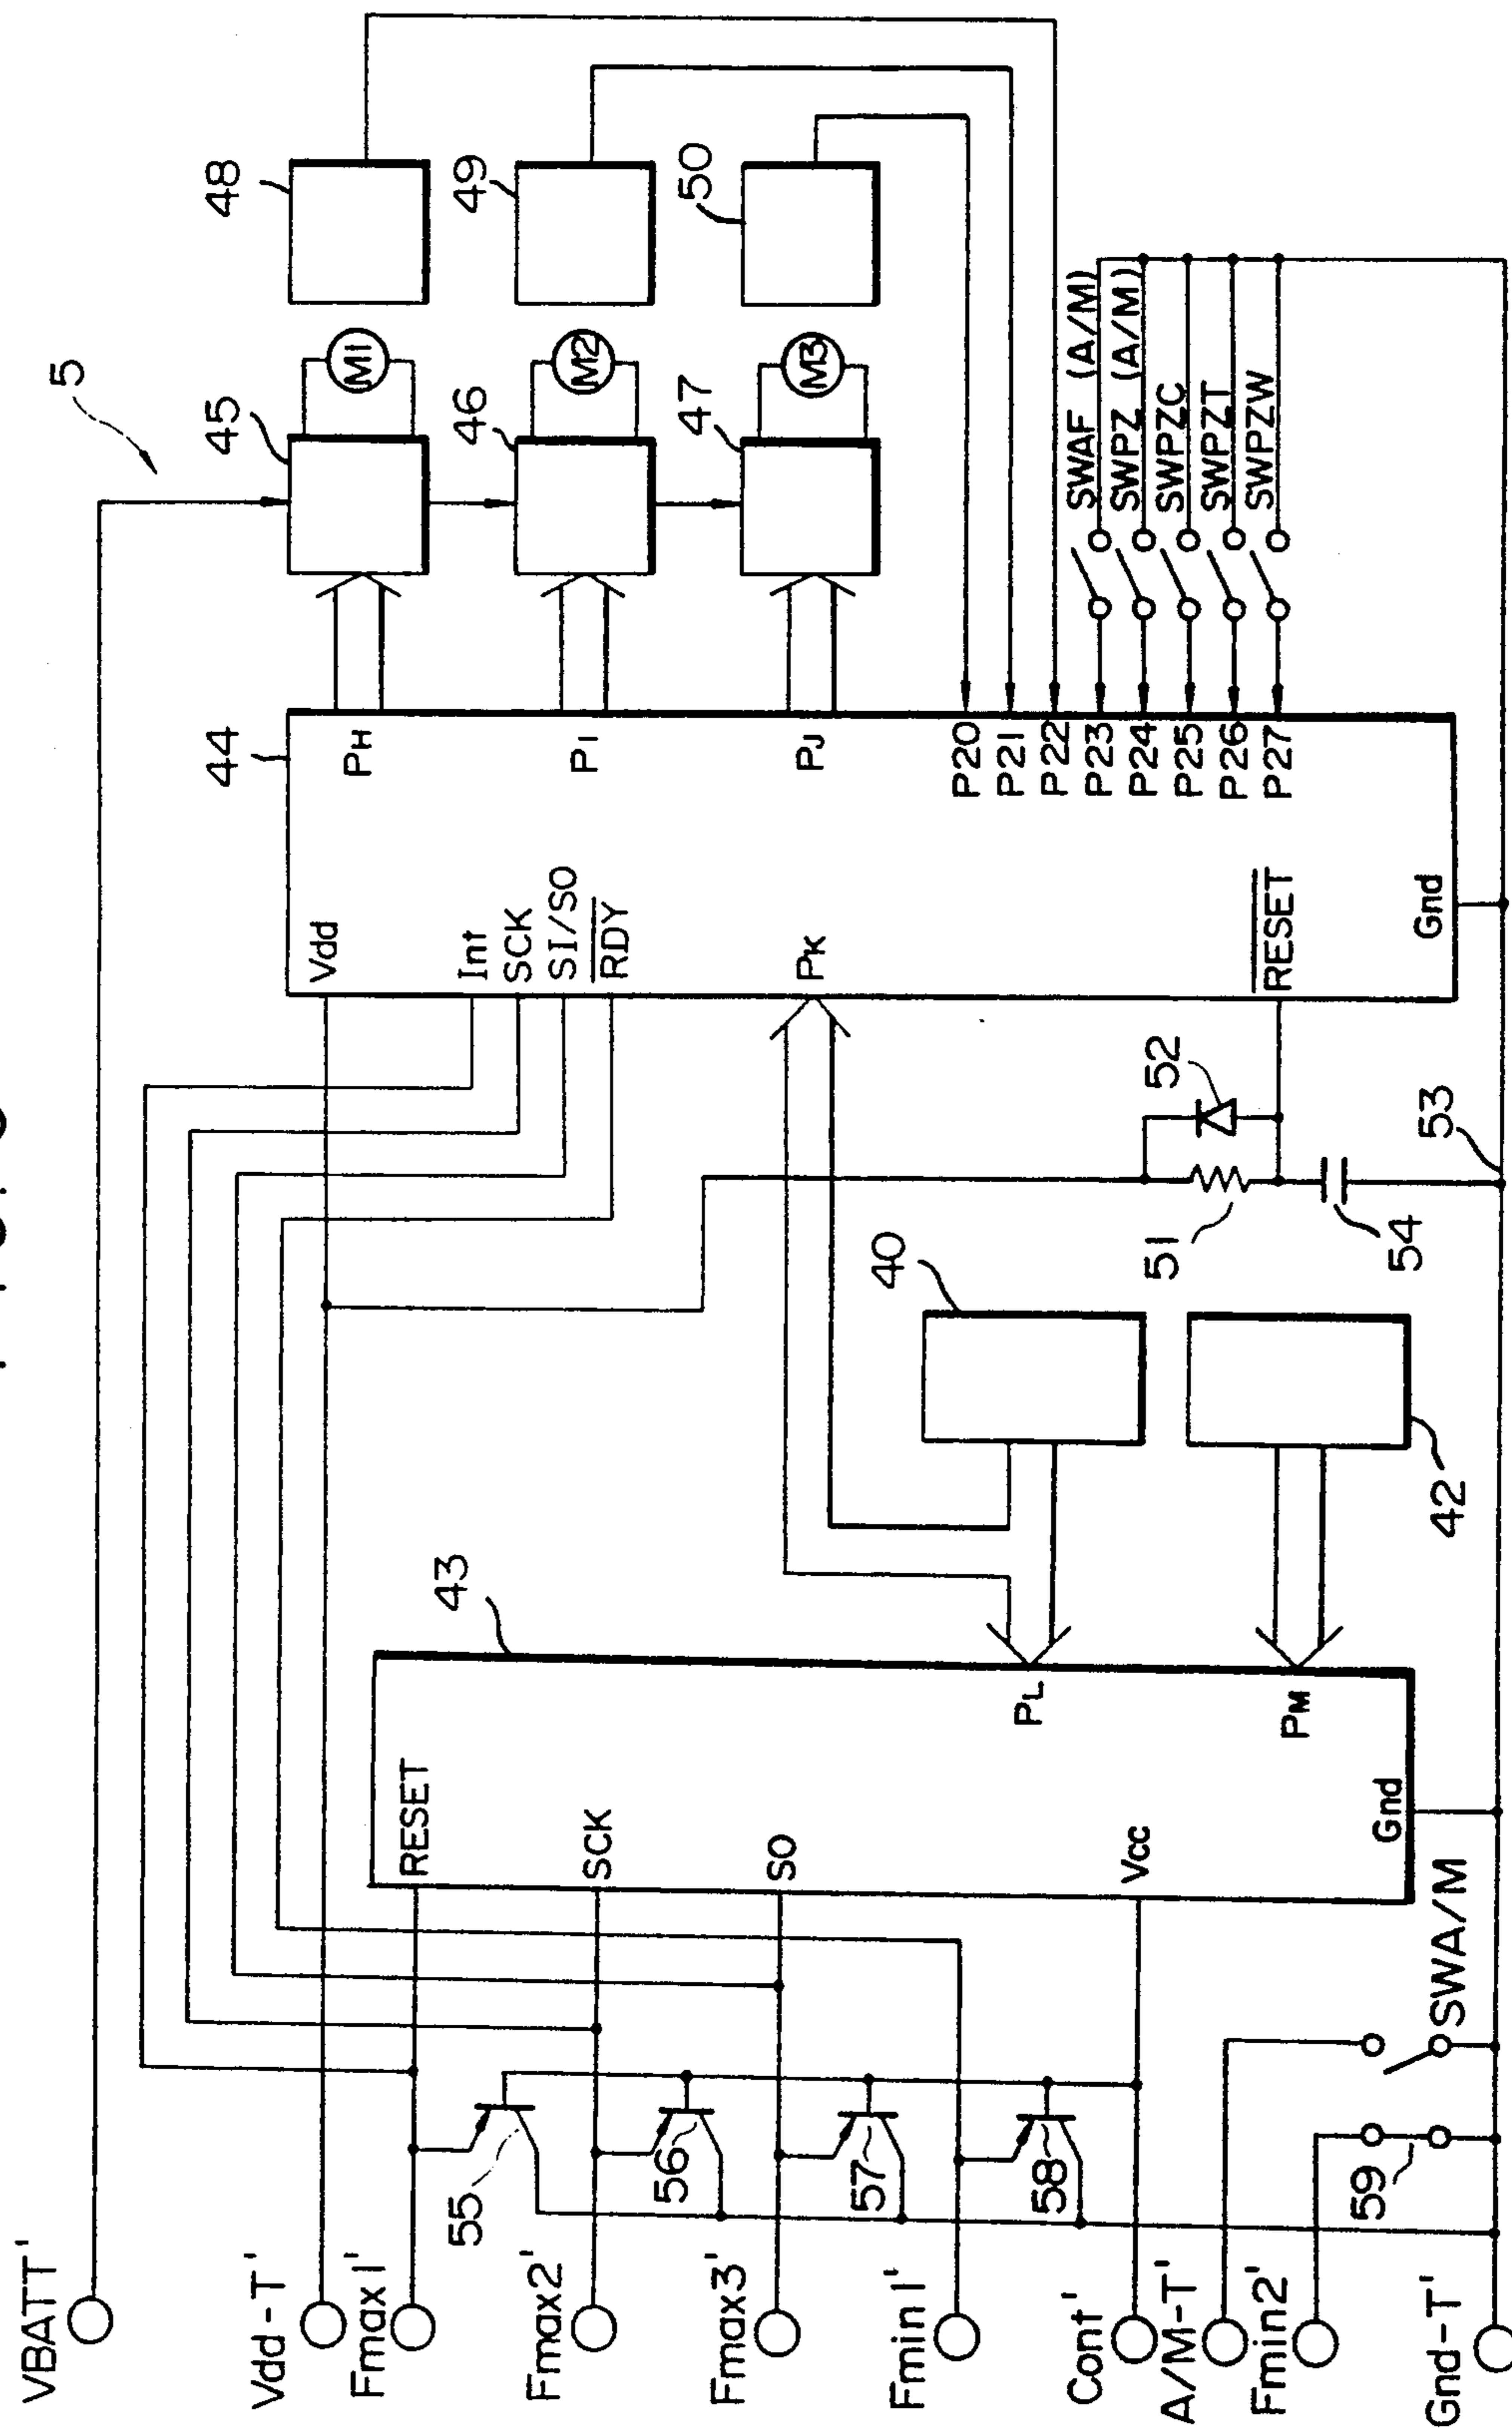 VBATT'
Vdd-T'
Fmax1'
Fmax2'
Fmax3'
Fmin1'
Cont'
A/M-T'
Fmin2'
Gnd-T'
55
56
57
58
59
SWA/M
43
RESET
SCK
SO
Vcc
Gnd
PL
PM
40
42
51
52
53
54
44
Vdd
Int
SCK
SI/SO
RDY
PK
RESET
Gnd
PH
PI
PJ
P20
P21
P22
P23
P24
P25
P26
P27
5
45
46
47
M1
M2
M3
48
49
50
SWAF (A/M)
SWPZ (A/M)
SWPZC
SWPZT
SWPZW